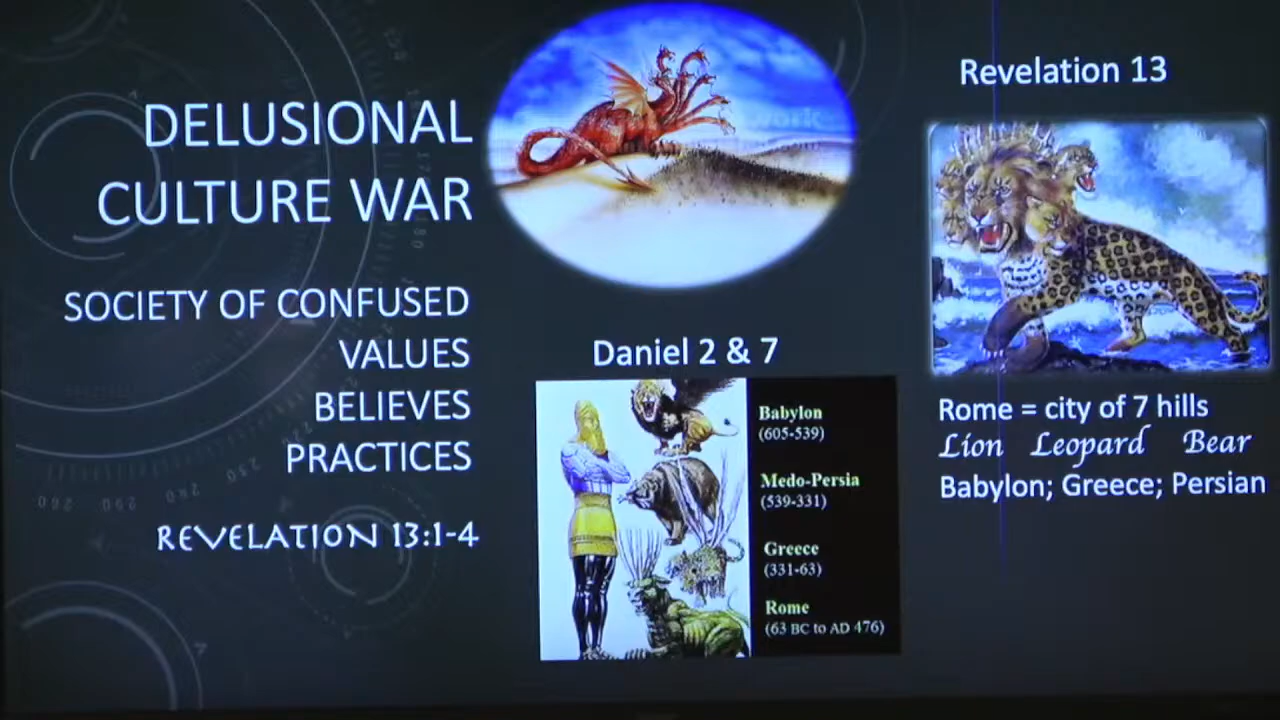 DELUSIONAL
CULTURE WAR
SOCIETY OF CONFUSED
VALUES
BELIEVES
PRACTICES
REVELATION 13:1-4
work
Daniel 2 & 7
Babylon
(605-539)
Medo-Persia
(539-331)
Greece
(331-63)
Rome
(63 BC to AD 476)
Revelation 13
Rome = city of 7 hills
Lion Leopard Bear
Babylon; Greece; Persian